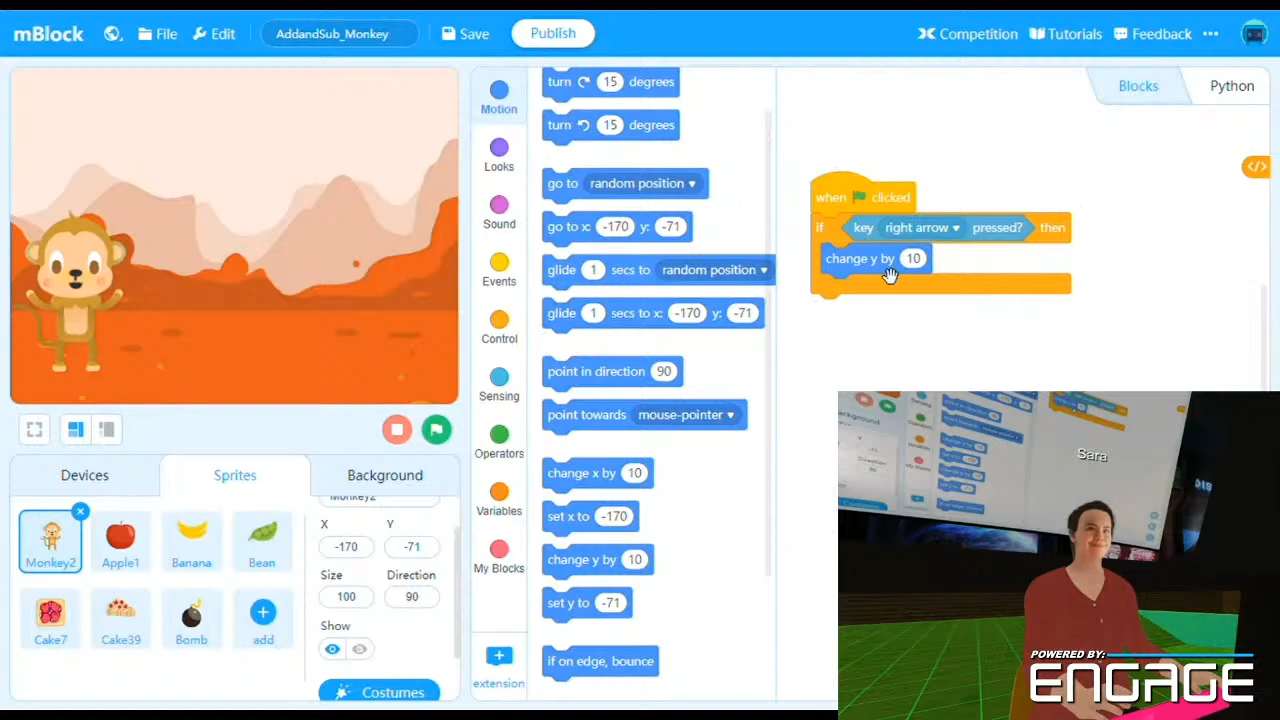 mBlock
File
Edit
AddandSub_Monkey
Save
Publish
Competition
Tutorials
Feedback
Motion
Looks
Sound
Events
Control
Sensing
Operators
Variables
My Blocks
extension
turn 15 degrees
turn 15 degrees
go to random position
go to x: -170 y: -71
glide 1 secs to random position
glide 1 secs to x: -170 y: -71
point in direction 90
point towards mouse-pointer
change x by 10
set x to -170
change y by 10
set y to -71
if on edge, bounce
Blocks
Python
when clicked
if key right arrow pressed? then
change y by 10
Devices
Sprites
Background
Monkey2
Apple1
Banana
Bean
Cake7
Cake39
Bomb
add
Monkey2
X Y
-170 -71
Size Direction
100 90
Show
Costumes
Sara
POWERED BY:
ENGAGE